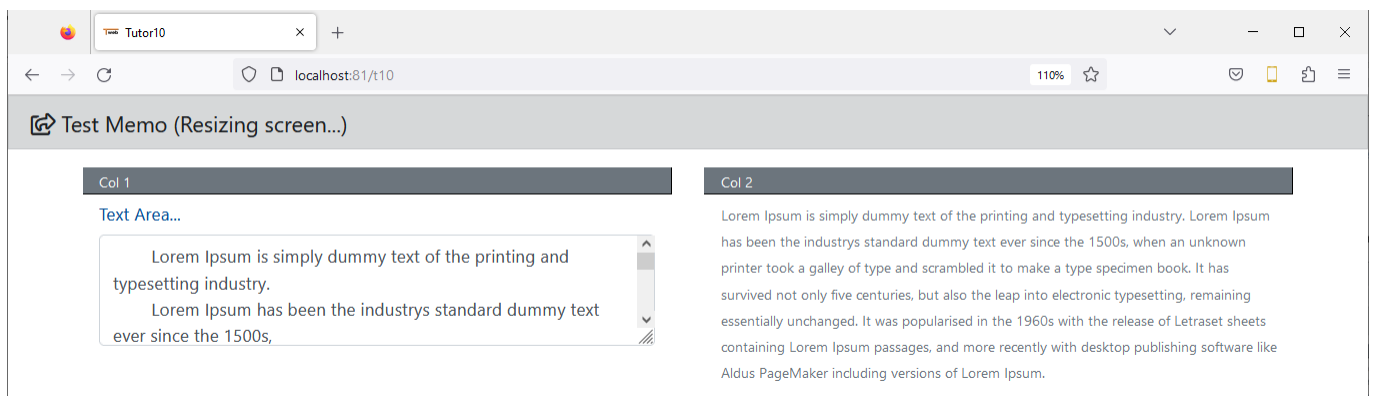 Tweb Tutor10
localhost:81/t10
110%
Test Memo (Resizing screen...)
Col 1
Text Area...
Lorem Ipsum is simply dummy text of the printing and
typesetting industry.
Lorem Ipsum has been the industrys standard dummy text
ever since the 1500s,
Col 2
Lorem Ipsum is simply dummy text of the printing and typesetting industry. Lorem Ipsum
has been the industrys standard dummy text ever since the 1500s, when an unknown
printer took a galley of type and scrambled it to make a type specimen book. It has
survived not only five centuries, but also the leap into electronic typesetting, remaining
essentially unchanged. It was popularised in the 1960s with the release of Letraset sheets
containing Lorem Ipsum passages, and more recently with desktop publishing software like
Aldus PageMaker including versions of Lorem Ipsum.